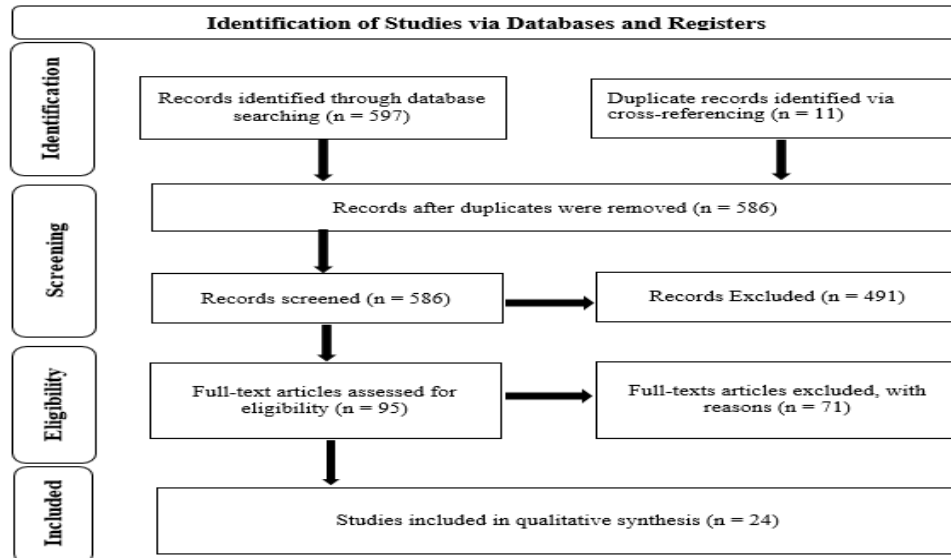 Identification of Studies via Databases and Registers
Identification
Records identified through database
searching (n = 597)
Duplicate records identified via
cross-referencing (n = 11)
Screening
Records after duplicates were removed (n = 586)
Records screened (n = 586)
Records Excluded (n = 491)
Eligibility
Full-text articles assessed for
eligibility (n = 95)
Full-texts articles excluded, with
reasons (n = 71)
Included
Studies included in qualitative synthesis (n = 24)